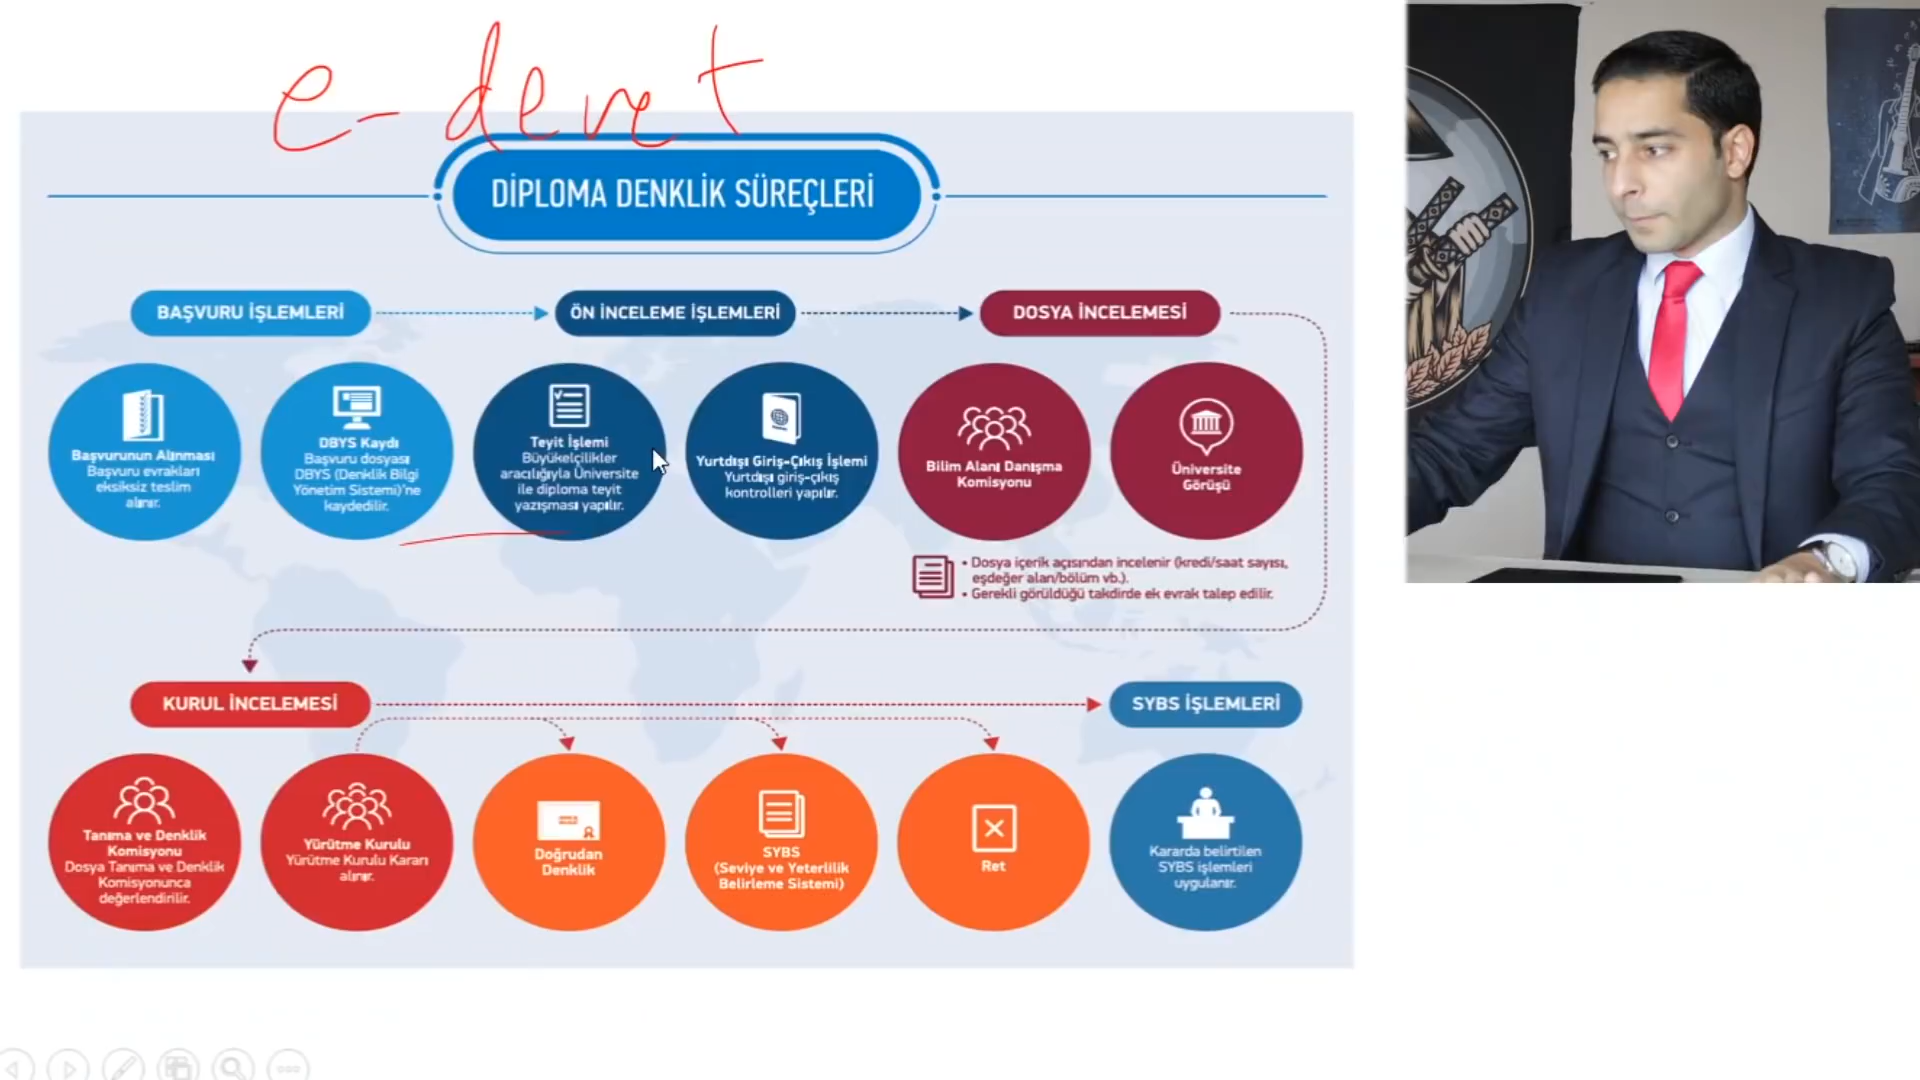 e-devet
DİPLOMA DENKLİK SÜREÇLERİ
BAŞVURU İŞLEMLERİ
ÖN İNCELEME İŞLEMLERİ
DOSYA İNCELEMESİ
Başvurunun Alınması
Başvuru evrakları
eksiksiz teslim
alınır.
DBYS Kaydı
Başvuru dosyası
DBYS (Denklik Bilgi
Yönetim Sistemi)'ne
kaydedilir.
Teyit İşlemi
Büyükelçilikler
aracılığıyla Üniversite
ile diploma teyit
yazışması yapılır.
Yurtdışı Giriş-Çıkış İşlemi
Yurtdışı giriş-çıkış
kontrolleri yapılır.
Bilim Alanı Danışma
Komisyonu
Üniversite
Görüşü
• Dosya içerik açısından incelenir (kredi/saat sayısı,
eşdeğer alan/bölüm vb.).
• Gerekli görüldüğü takdirde ek evrak talep edilir.
KURUL İNCELEMESİ
SYBS İŞLEMLERİ
Tanıma ve Denklik
Komisyonu
Dosya Tanıma ve Denklik
Komisyonunca
değerlendirilir.
Yürütme Kurulu
Yürütme Kurulu Kararı
alınır.
Doğrudan
Denklik
SYBS
(Seviye ve Yeterlilik
Belirleme Sistemi)
Ret
Kararda belirtilen
SYBS işlemleri
uygulanır.